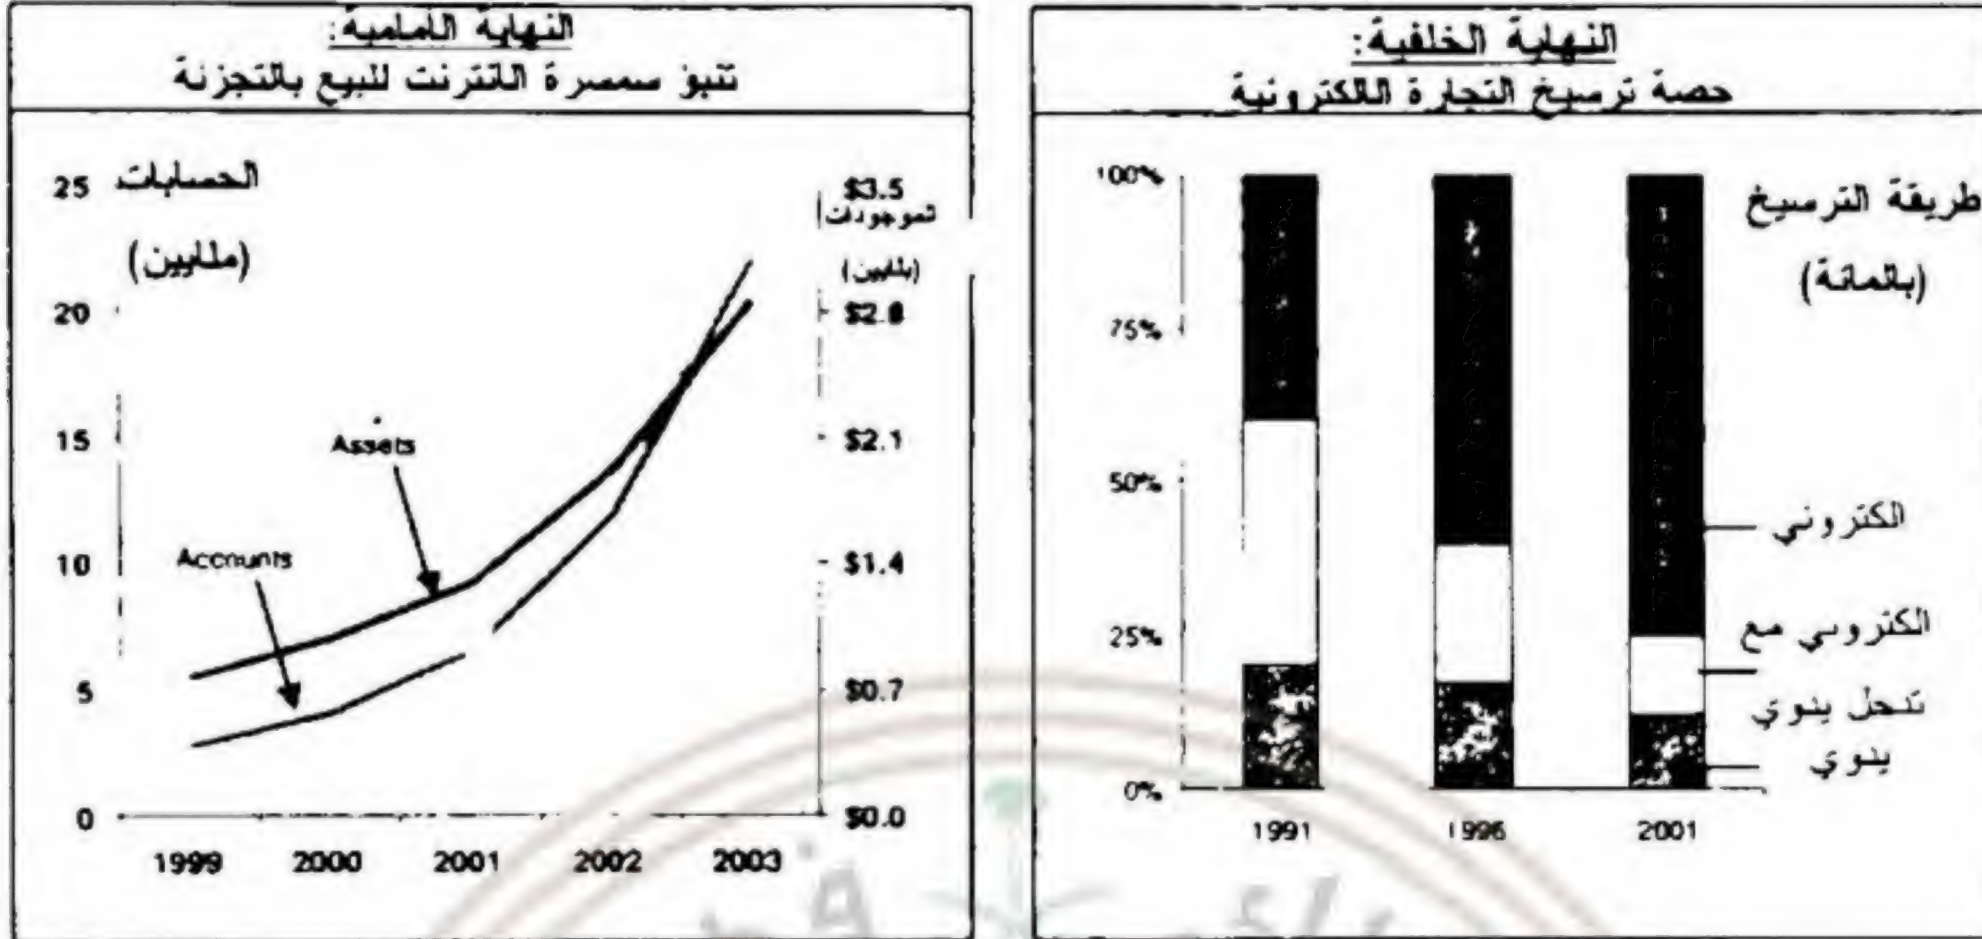 النهاية الأمامية:
تنبؤ سمسرة الانترنت للبيع بالتجزئة
الحسابات
(ملايين)
25
20
15
10
5
0
$3.5
الموجودات
(بلايين)
$2.8
$2.1
$1.4
$0.7
$0.0
Assets
Accounts
1999 2000 2001 2002 2003
النهاية الخلفية:
حصة ترسيخ التجارة الالكترونية
طريقة الترسيخ
(بالمائة)
100%
75%
50%
25%
0%
الكتروني
الكتروني مع
تدخل يدوي
يدوي
1991 1996 2001